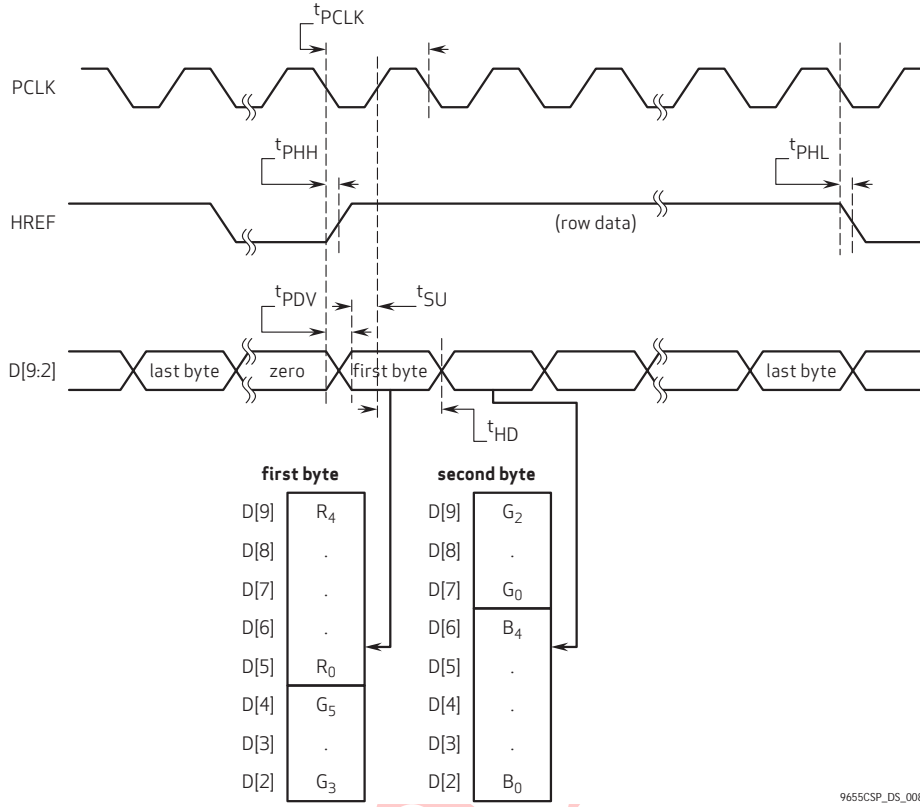 tPCLK
PCLK
tPHH
tPHL
HREF
(row data)
tPDV
tSU
D[9:2]
last byte
zero
first byte
last byte
tHD
first byte
second byte
D[9] R4 D[9] G2
D[8] . D[8] .
D[7] . D[7] G0
D[6] . D[6] B4
D[5] R0 D[5] .
D[4] G5 D[4] .
D[3] . D[3] .
D[2] G3 D[2] B0
9655CSP_DS_008